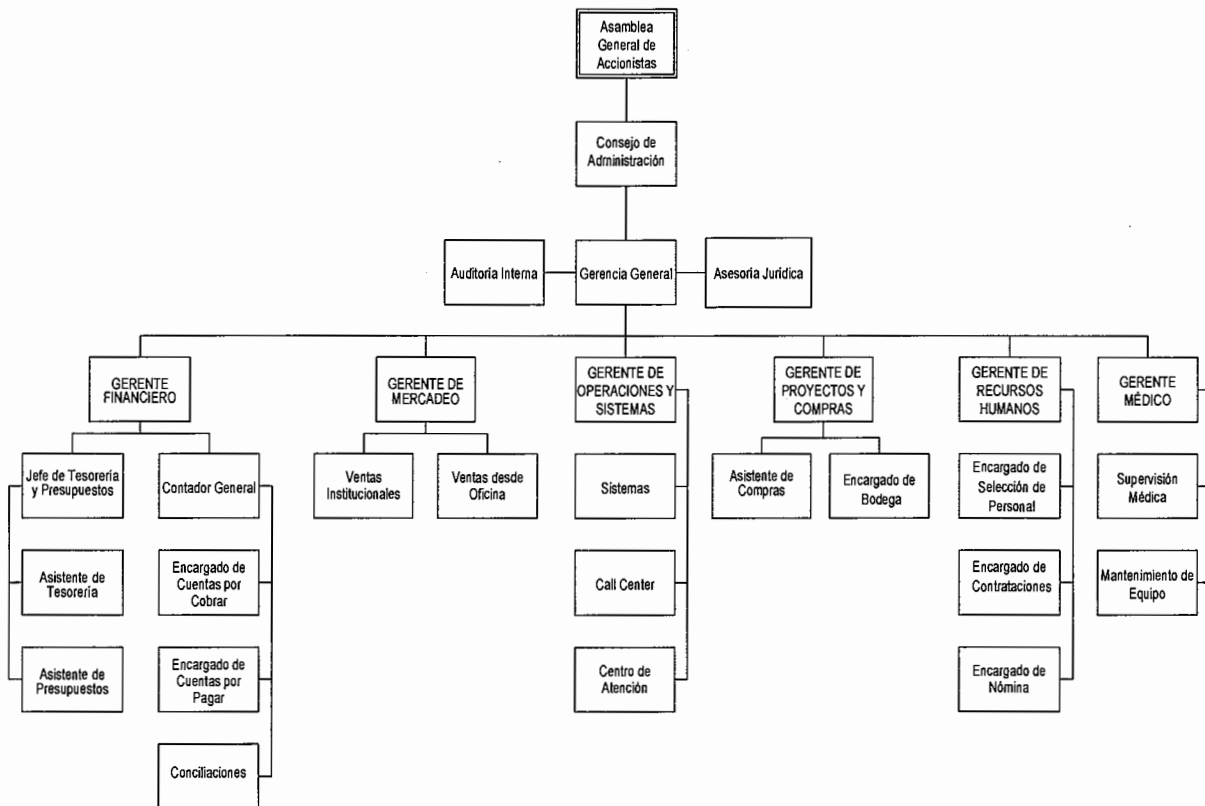 Asamblea
General de
Accionistas
Consejo de
Administración
Auditoría Interna
Gerencia General
Asesoría Jurídica
GERENTE
FINANCIERO
GERENTE DE
MERCADEO
GERENTE DE
OPERACIONES Y
SISTEMAS
GERENTE DE
PROYECTOS Y
COMPRAS
GERENTE DE
RECURSOS
HUMANOS
GERENTE
MÉDICO
Jefe de Tesorería
y Presupuestos
Contador General
Ventas
Institucionales
Ventas desde
Oficina
Sistemas
Asistente de
Compras
Encargado de
Bodega
Encargado de
Selección de
Personal
Supervisión
Médica
Asistente de
Tesorería
Encargado de
Cuentas por
Cobrar
Call Center
Encargado de
Contrataciones
Mantenimiento de
Equipo
Asistente de
Presupuestos
Encargado de
Cuentas por
Pagar
Centro de
Atención
Encargado de
Nómina
Conciliaciones